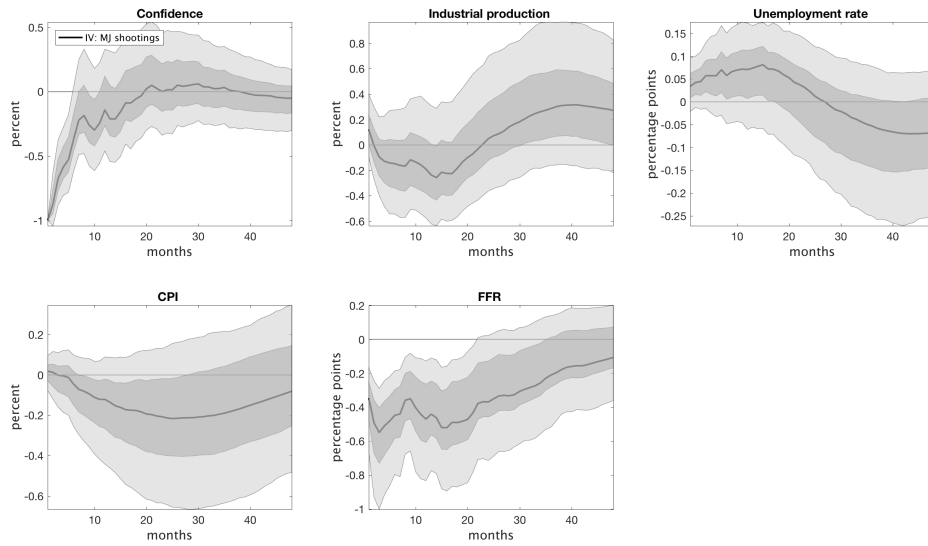 Confidence
0.5
0
-0.5
-1
percent
IV: MJ shootings
10 20 30 40
months
Industrial production
0.8
0.6
0.4
0.2
0
-0.2
-0.4
-0.6
percent
10 20 30 40
months
Unemployment rate
0.15
0.1
0.05
0
-0.05
-0.1
-0.15
-0.2
-0.25
percentage points
10 20 30 40
months
CPI
0.2
0
-0.2
-0.4
-0.6
percent
10 20 30 40
months
FFR
0.2
0
-0.2
-0.4
-0.6
-0.8
-1
percentage points
10 20 30 40
months